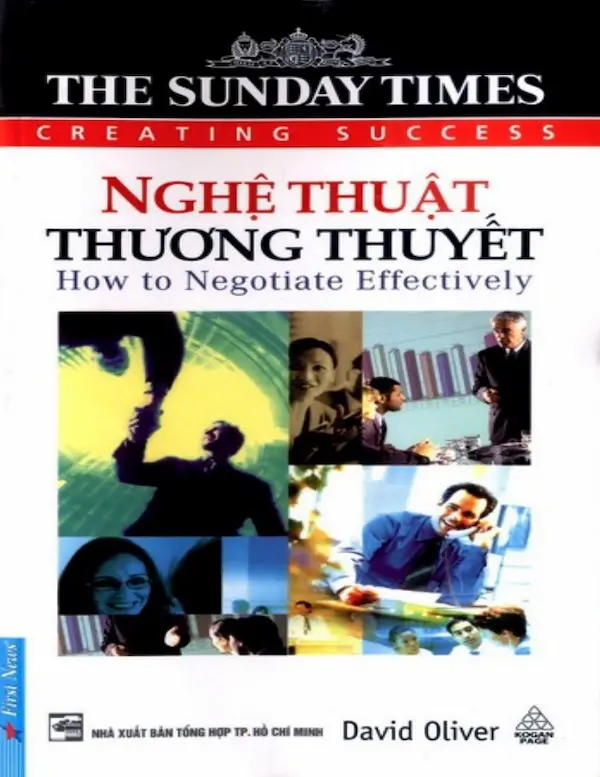 THE SUNDAY TIMES
CREATING SUCCESS
NGHỆ THUẬT
THƯƠNG THUYẾT
How to Negotiate Effectively
First News
NHÀ XUẤT BẢN TỔNG HỢP TP. HỒ CHÍ MINH
David Oliver
KOGAN
PAGE